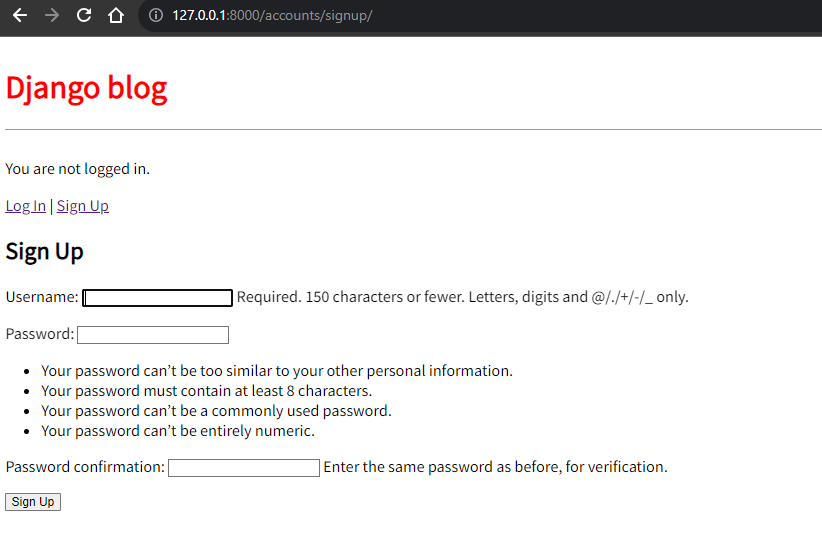 127.0.0.1:8000/accounts/signup/
Django blog
You are not logged in.
Log In | Sign Up
Sign Up
Username: Required. 150 characters or fewer. Letters, digits and @/./+/-/_ only.
Password:
• Your password can’t be too similar to your other personal information.
• Your password must contain at least 8 characters.
• Your password can’t be a commonly used password.
• Your password can’t be entirely numeric.
Password confirmation: Enter the same password as before, for verification.
Sign Up